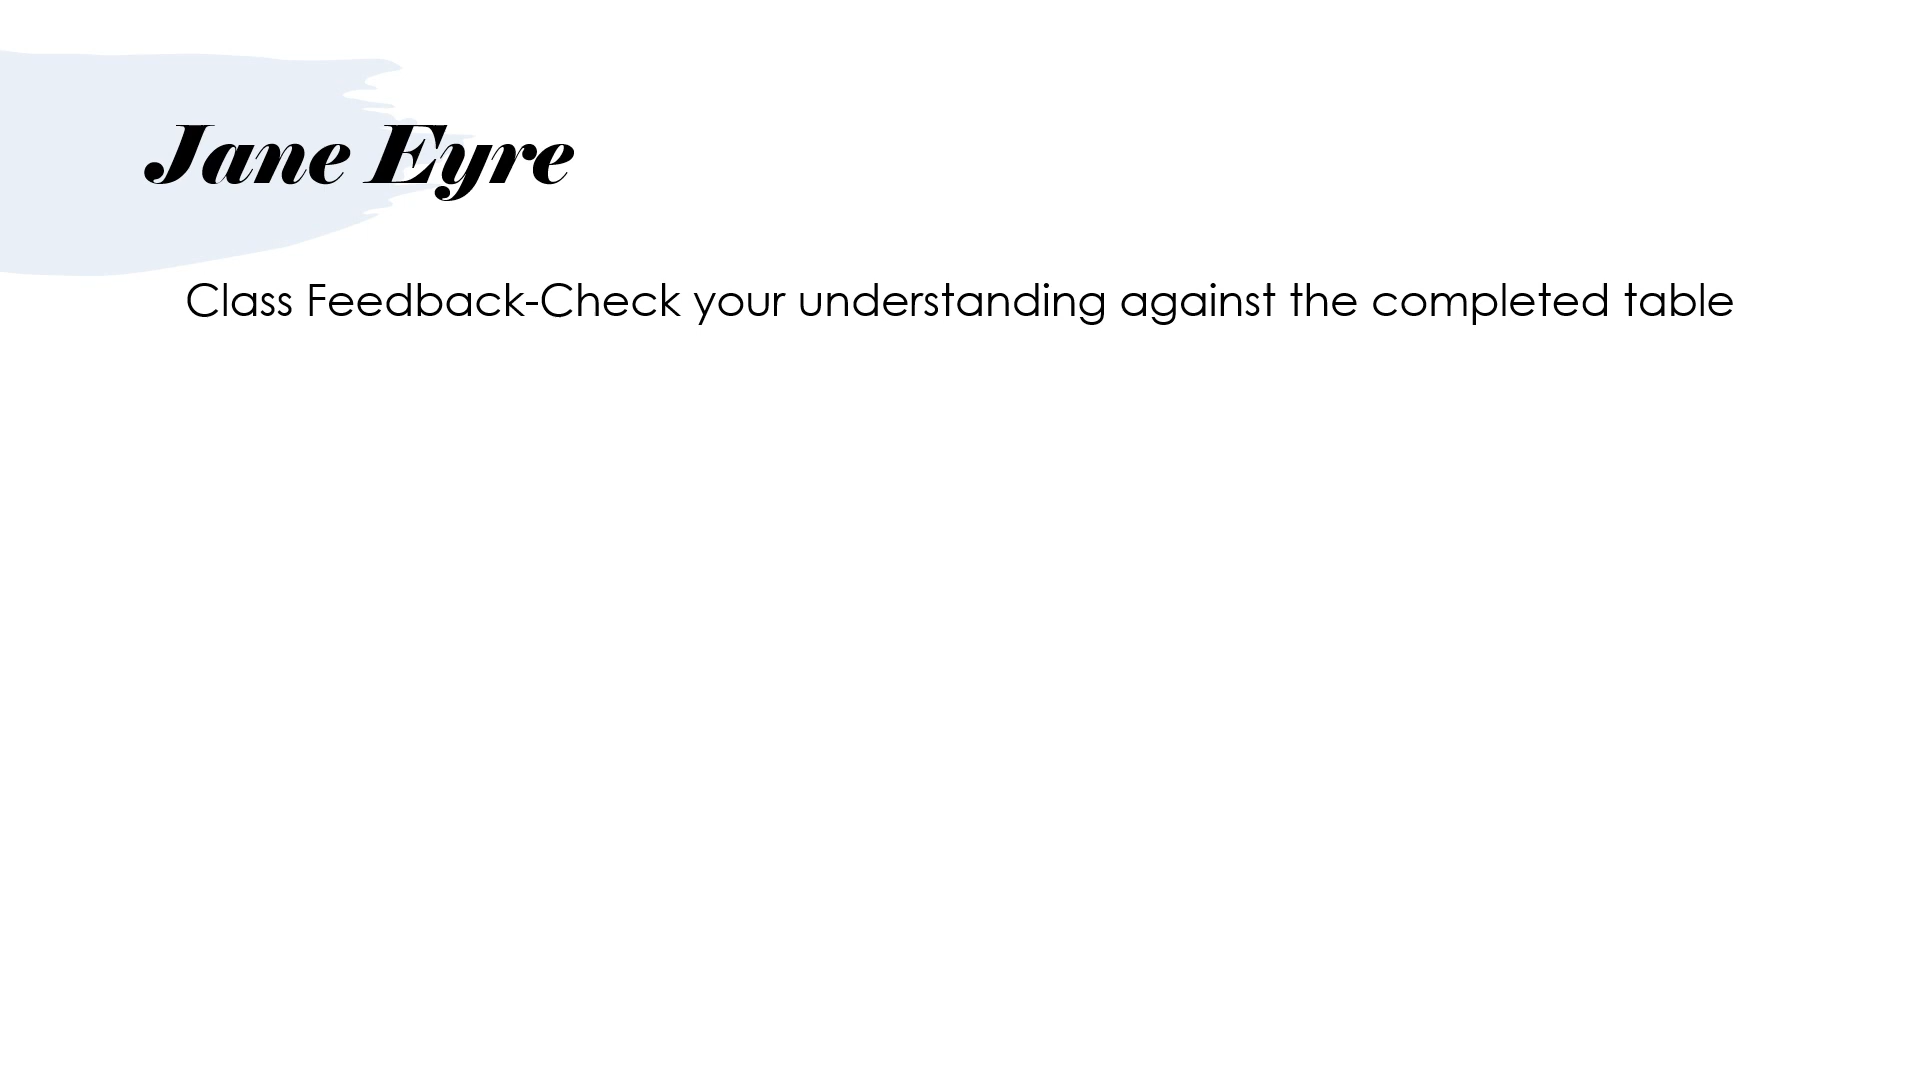 Jane Eyre
Class Feedback-Check your understanding against the completed table